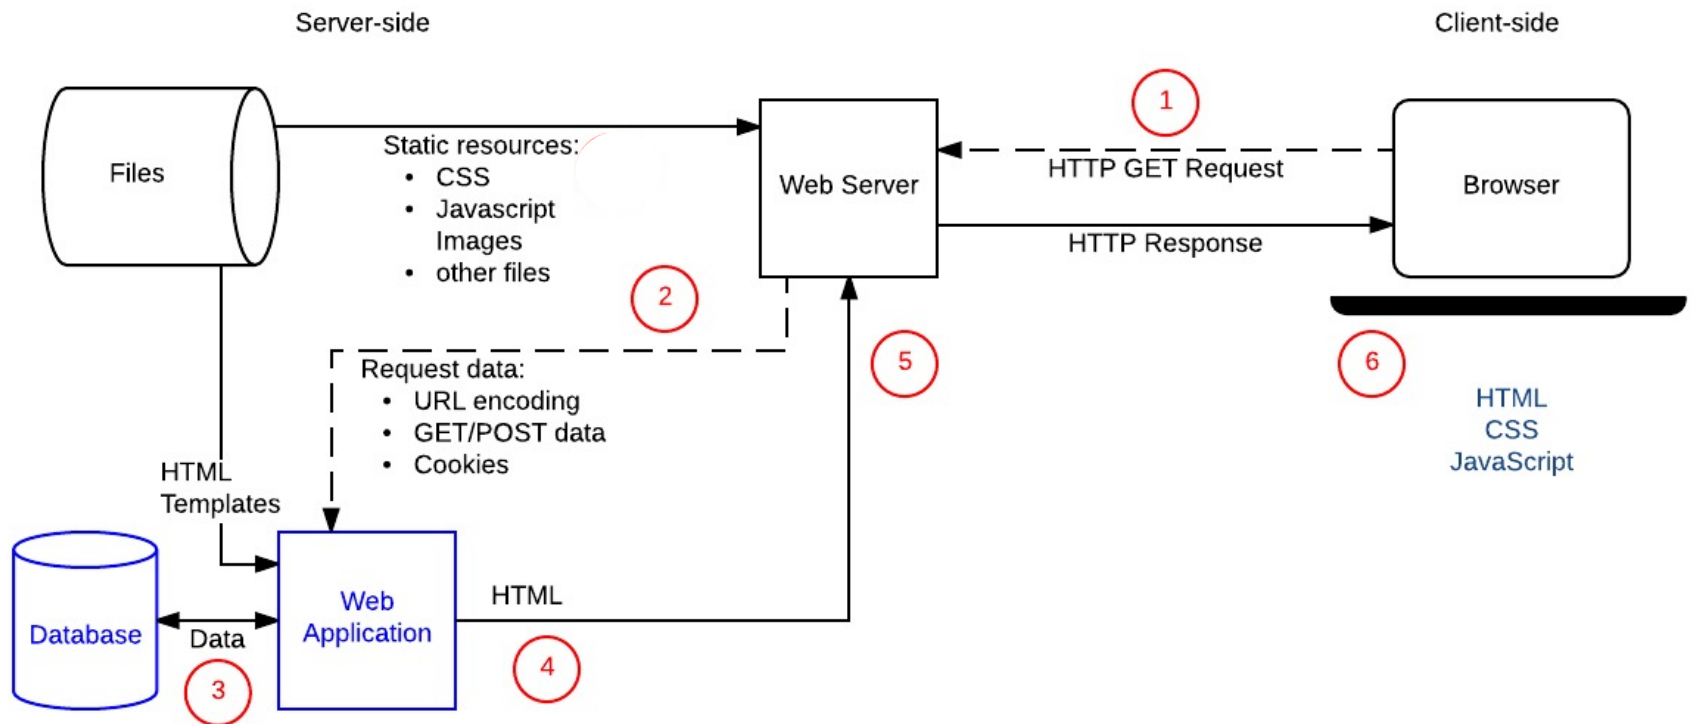 Server-side
Client-side
1
Files
Static resources:
• CSS
• Javascript
Images
• other files
Web Server
HTTP GET Request
HTTP Response
Browser
2
5
6
Request data:
• URL encoding
• GET/POST data
• Cookies
HTML
CSS
JavaScript
HTML
Templates
Database
Data
3
Web
Application
HTML
4